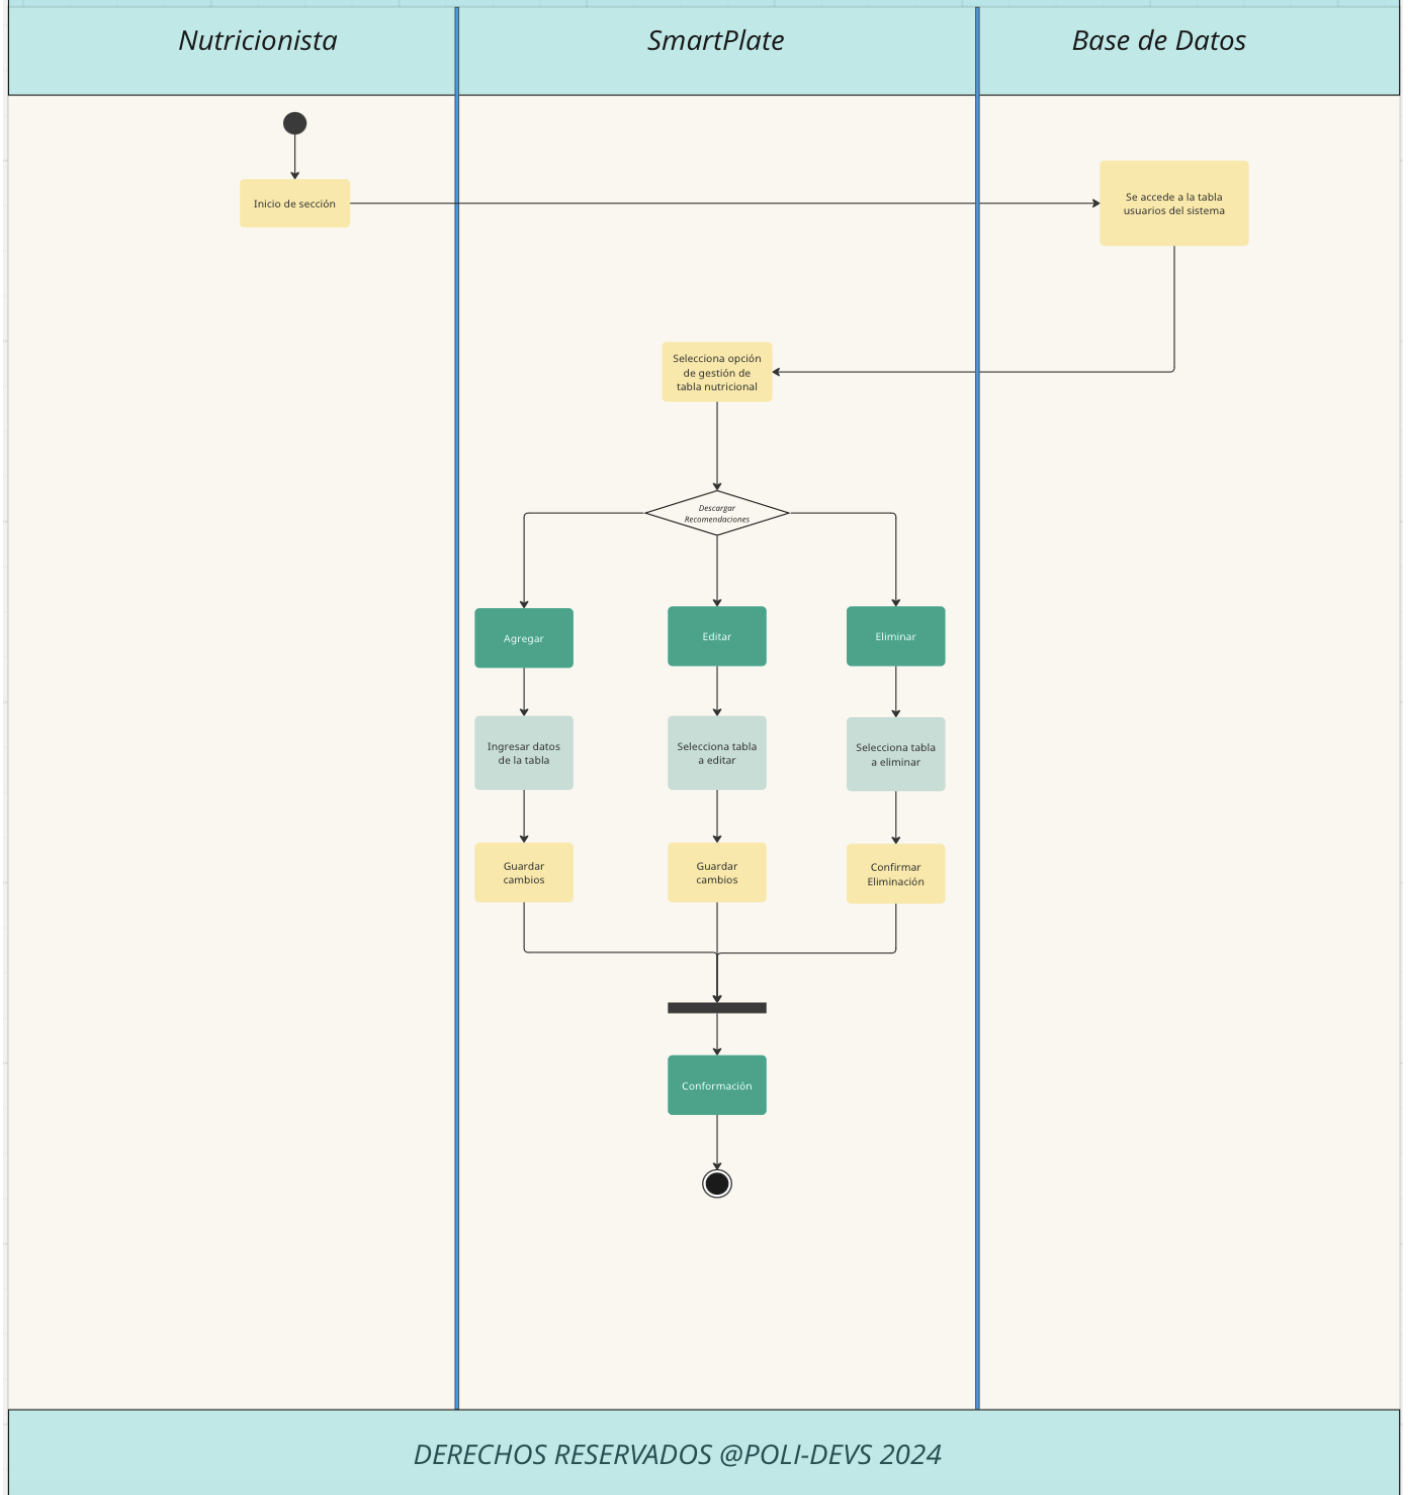 Nutricionista
SmartPlate
Base de Datos
Inicio de sección
Se accede a la tabla
usuarios del sistema
Selecciona opción
de gestión de
tabla nutricional
Descargar
Recomendaciones
Agregar
Editar
Eliminar
Ingresar datos
de la tabla
Selecciona tabla
a editar
Selecciona tabla
a eliminar
Guardar
cambios
Guardar
cambios
Confirmar
Eliminación
Conformación
DERECHOS RESERVADOS @POLI-DEVS 2024